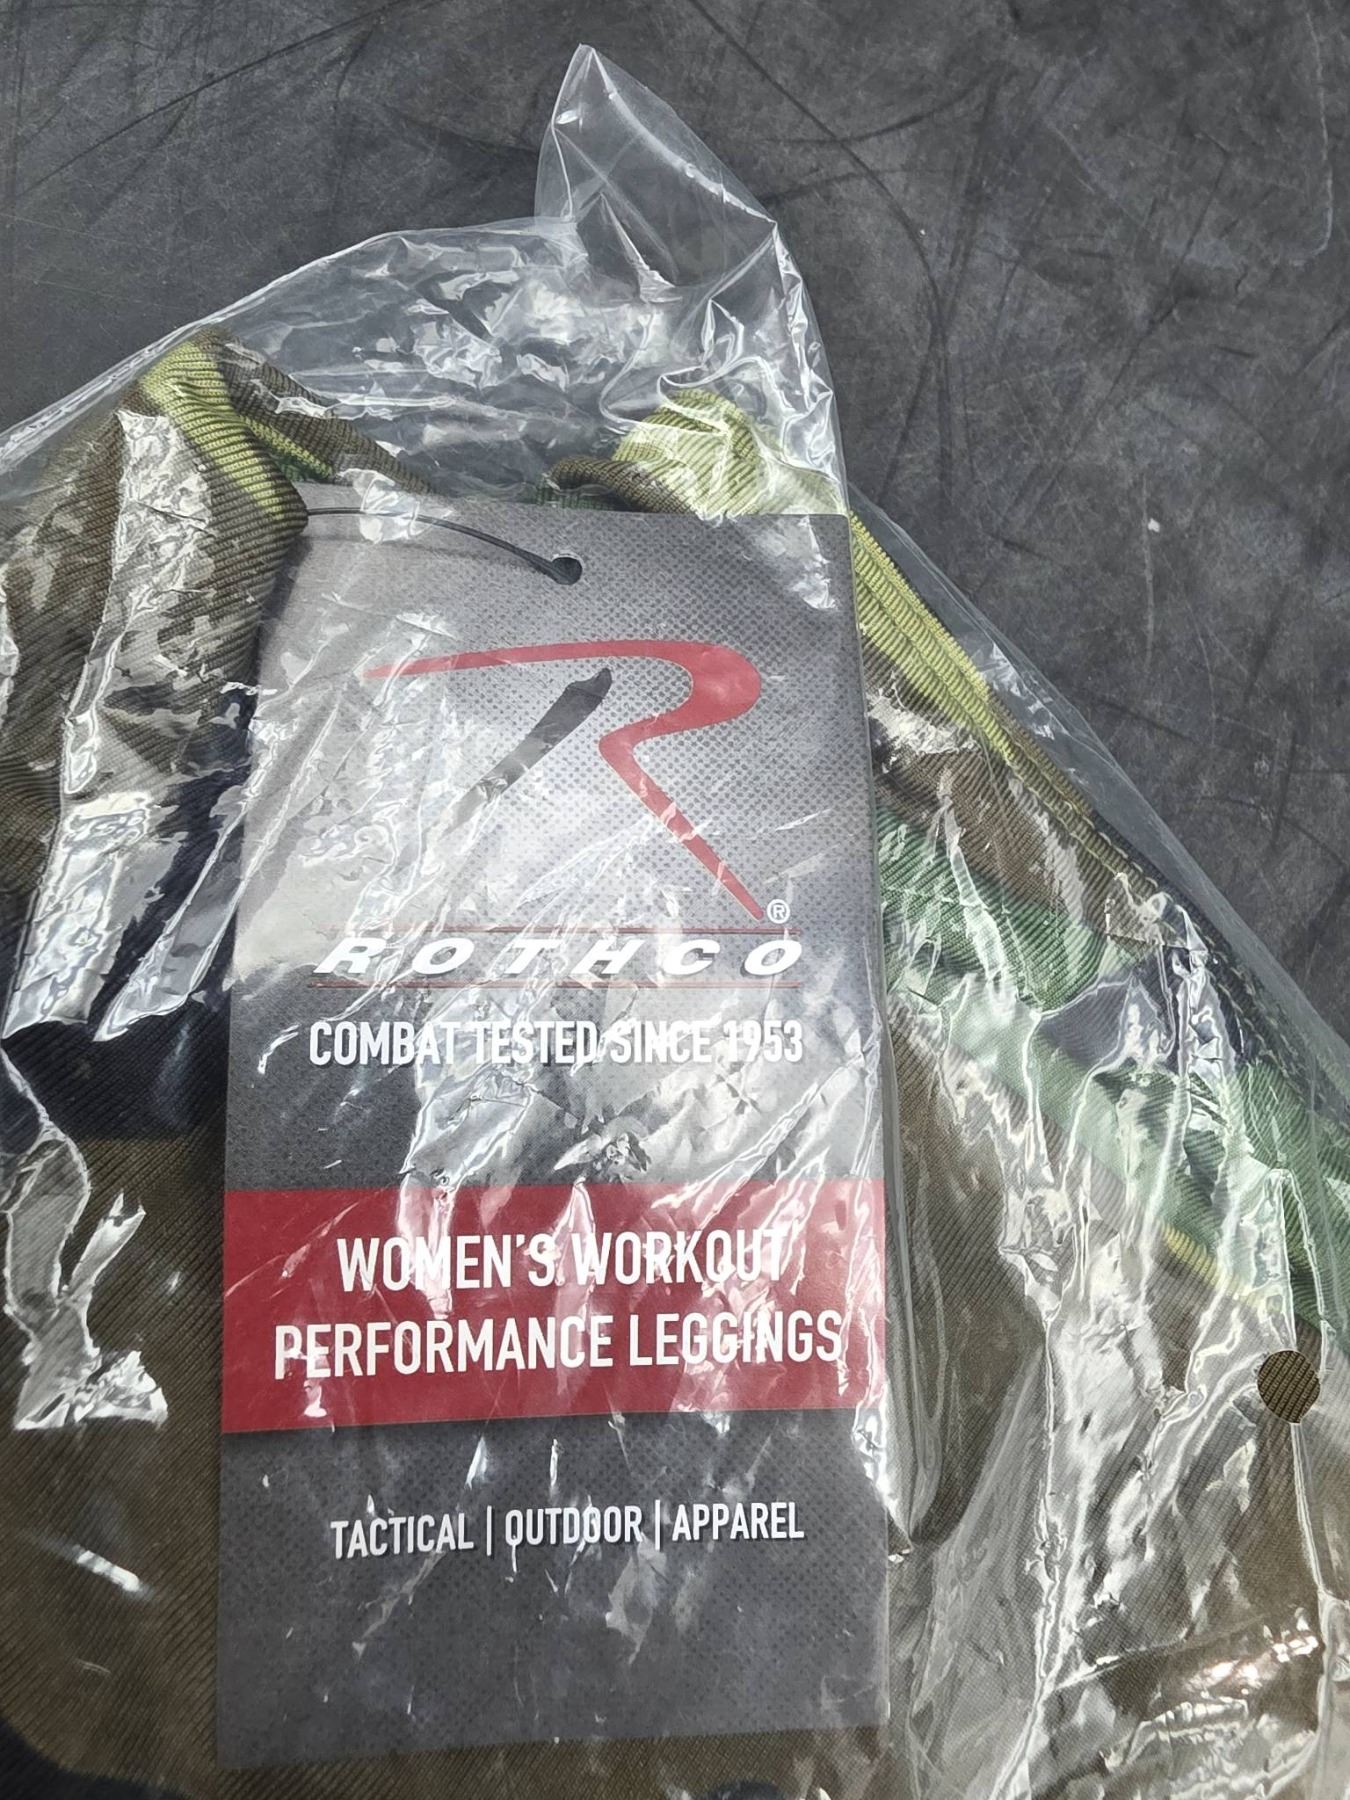 R®
ROTHCO
COMBAT TESTED SINCE 1953
WOMEN'S WORKOUT
PERFORMANCE LEGGINGS
TACTICAL | OUTDOOR | APPAREL